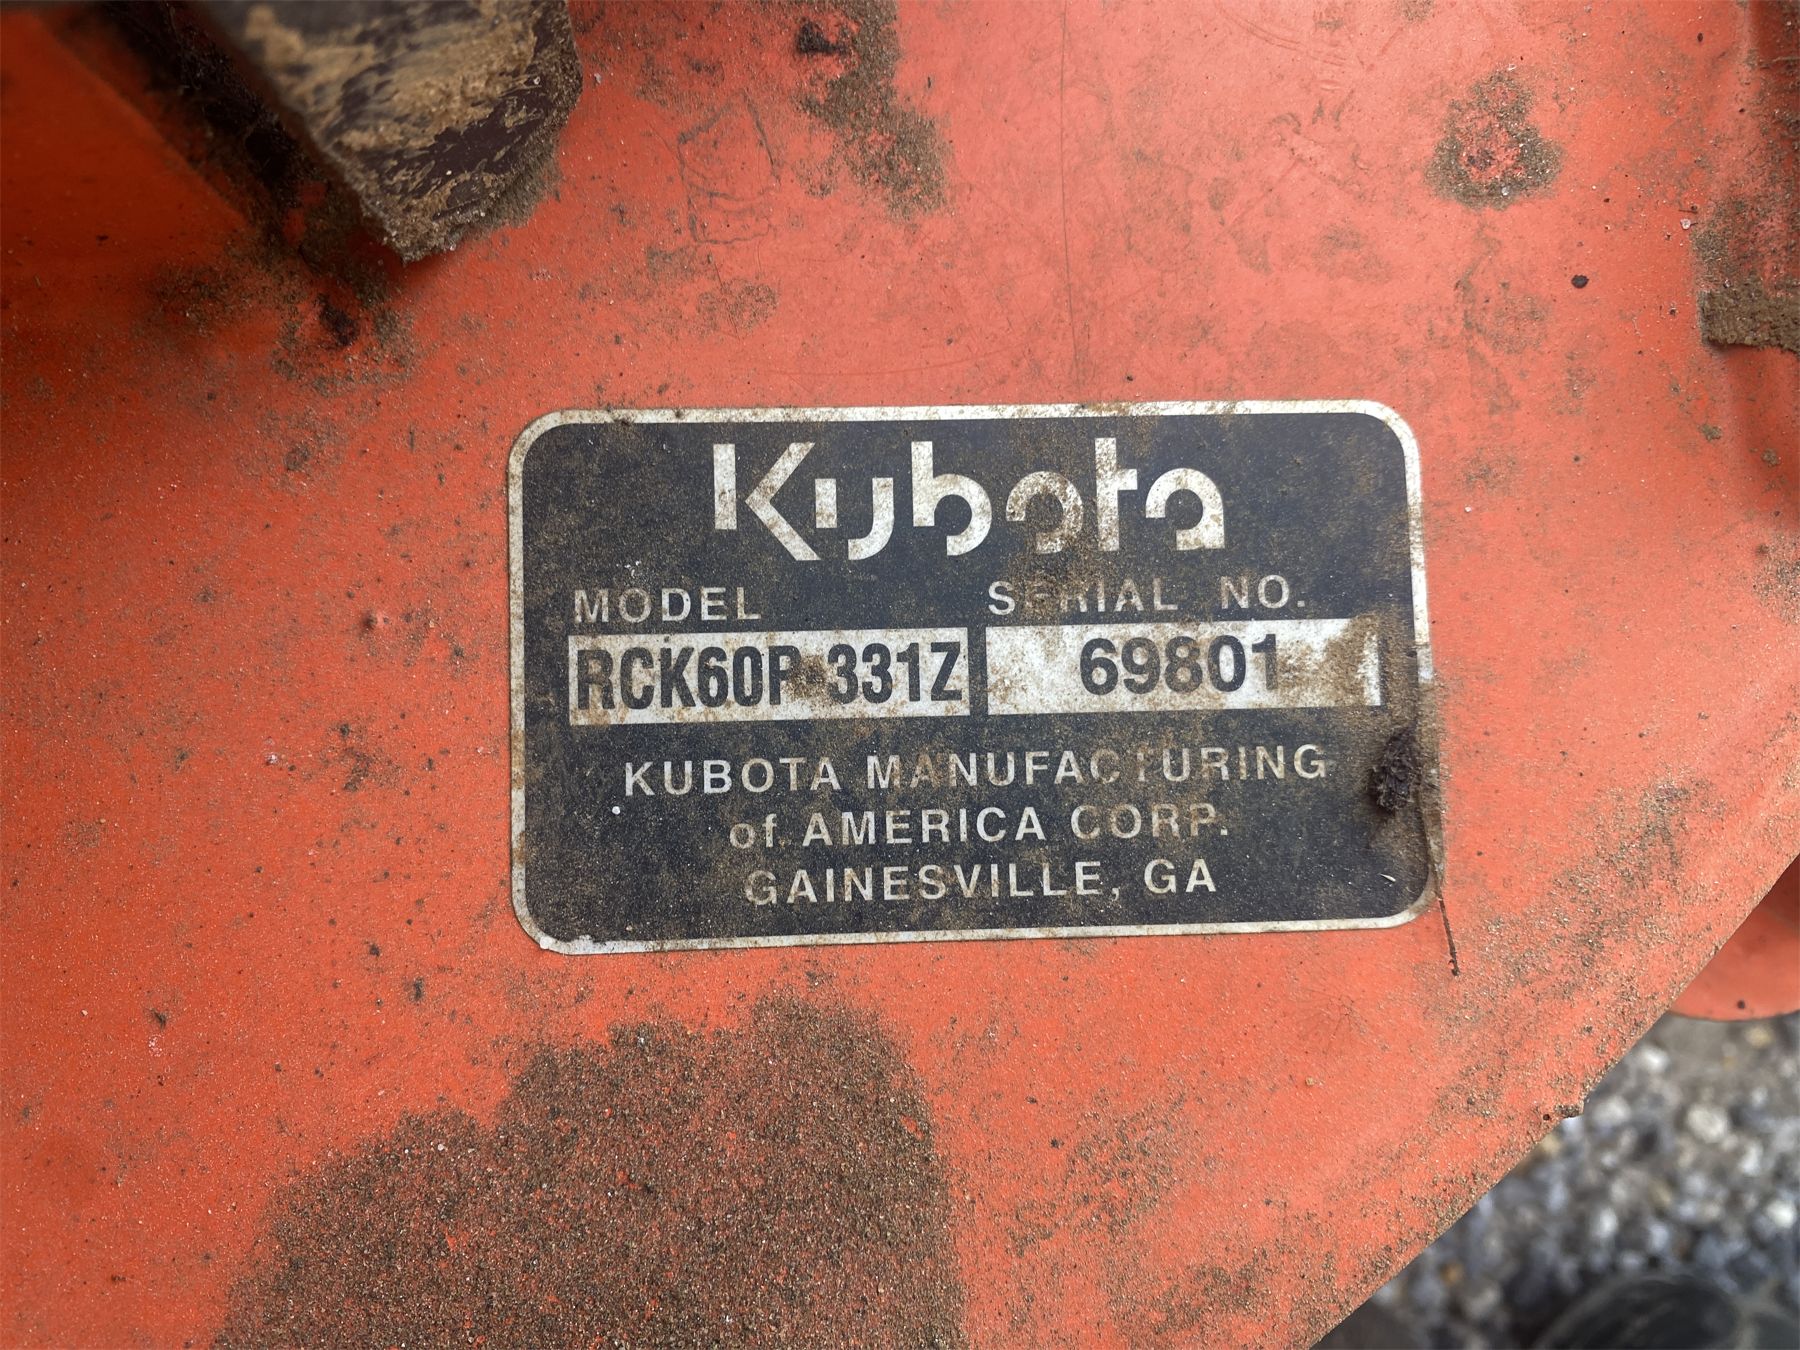 Kubota
MODEL SERIAL NO.
RCK60P-331Z 69801
KUBOTA MANUFACTURING
of AMERICA CORP.
GAINESVILLE, GA